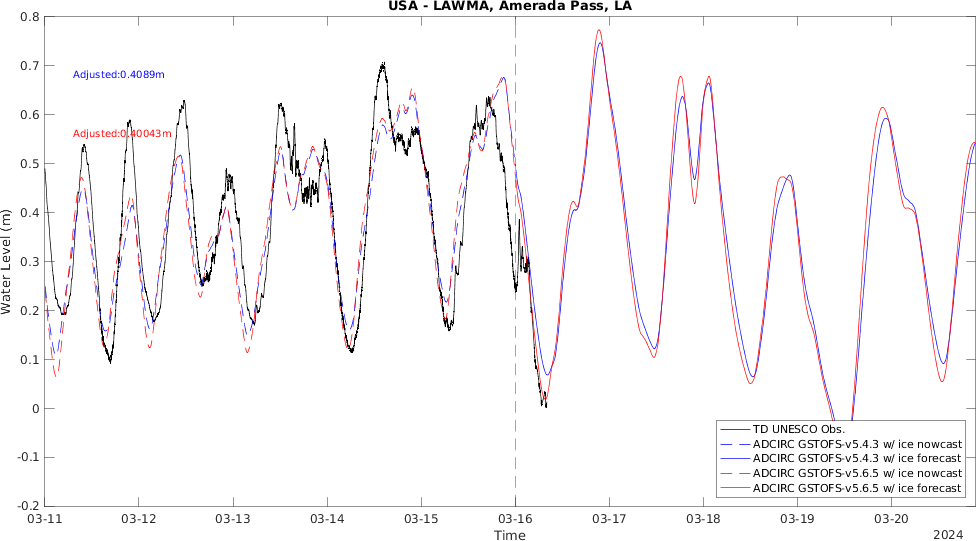 USA - LAWMA, Amerada Pass, LA
0.8
0.7
0.6
0.5
0.4
0.3
0.2
0.1
0
-0.1
-0.2
Water Level (m)
Adjusted:0.4089m
Adjusted:0.40043m
TD UNESCO Obs.
ADCIRC GSTOFS-v5.4.3 w/ ice nowcast
ADCIRC GSTOFS-v5.4.3 w/ ice forecast
ADCIRC GSTOFS-v5.6.5 w/ ice nowcast
ADCIRC GSTOFS-v5.6.5 w/ ice forecast
03-11 03-12 03-13 03-14 03-15 03-16 03-17 03-18 03-19 03-20
Time
2024